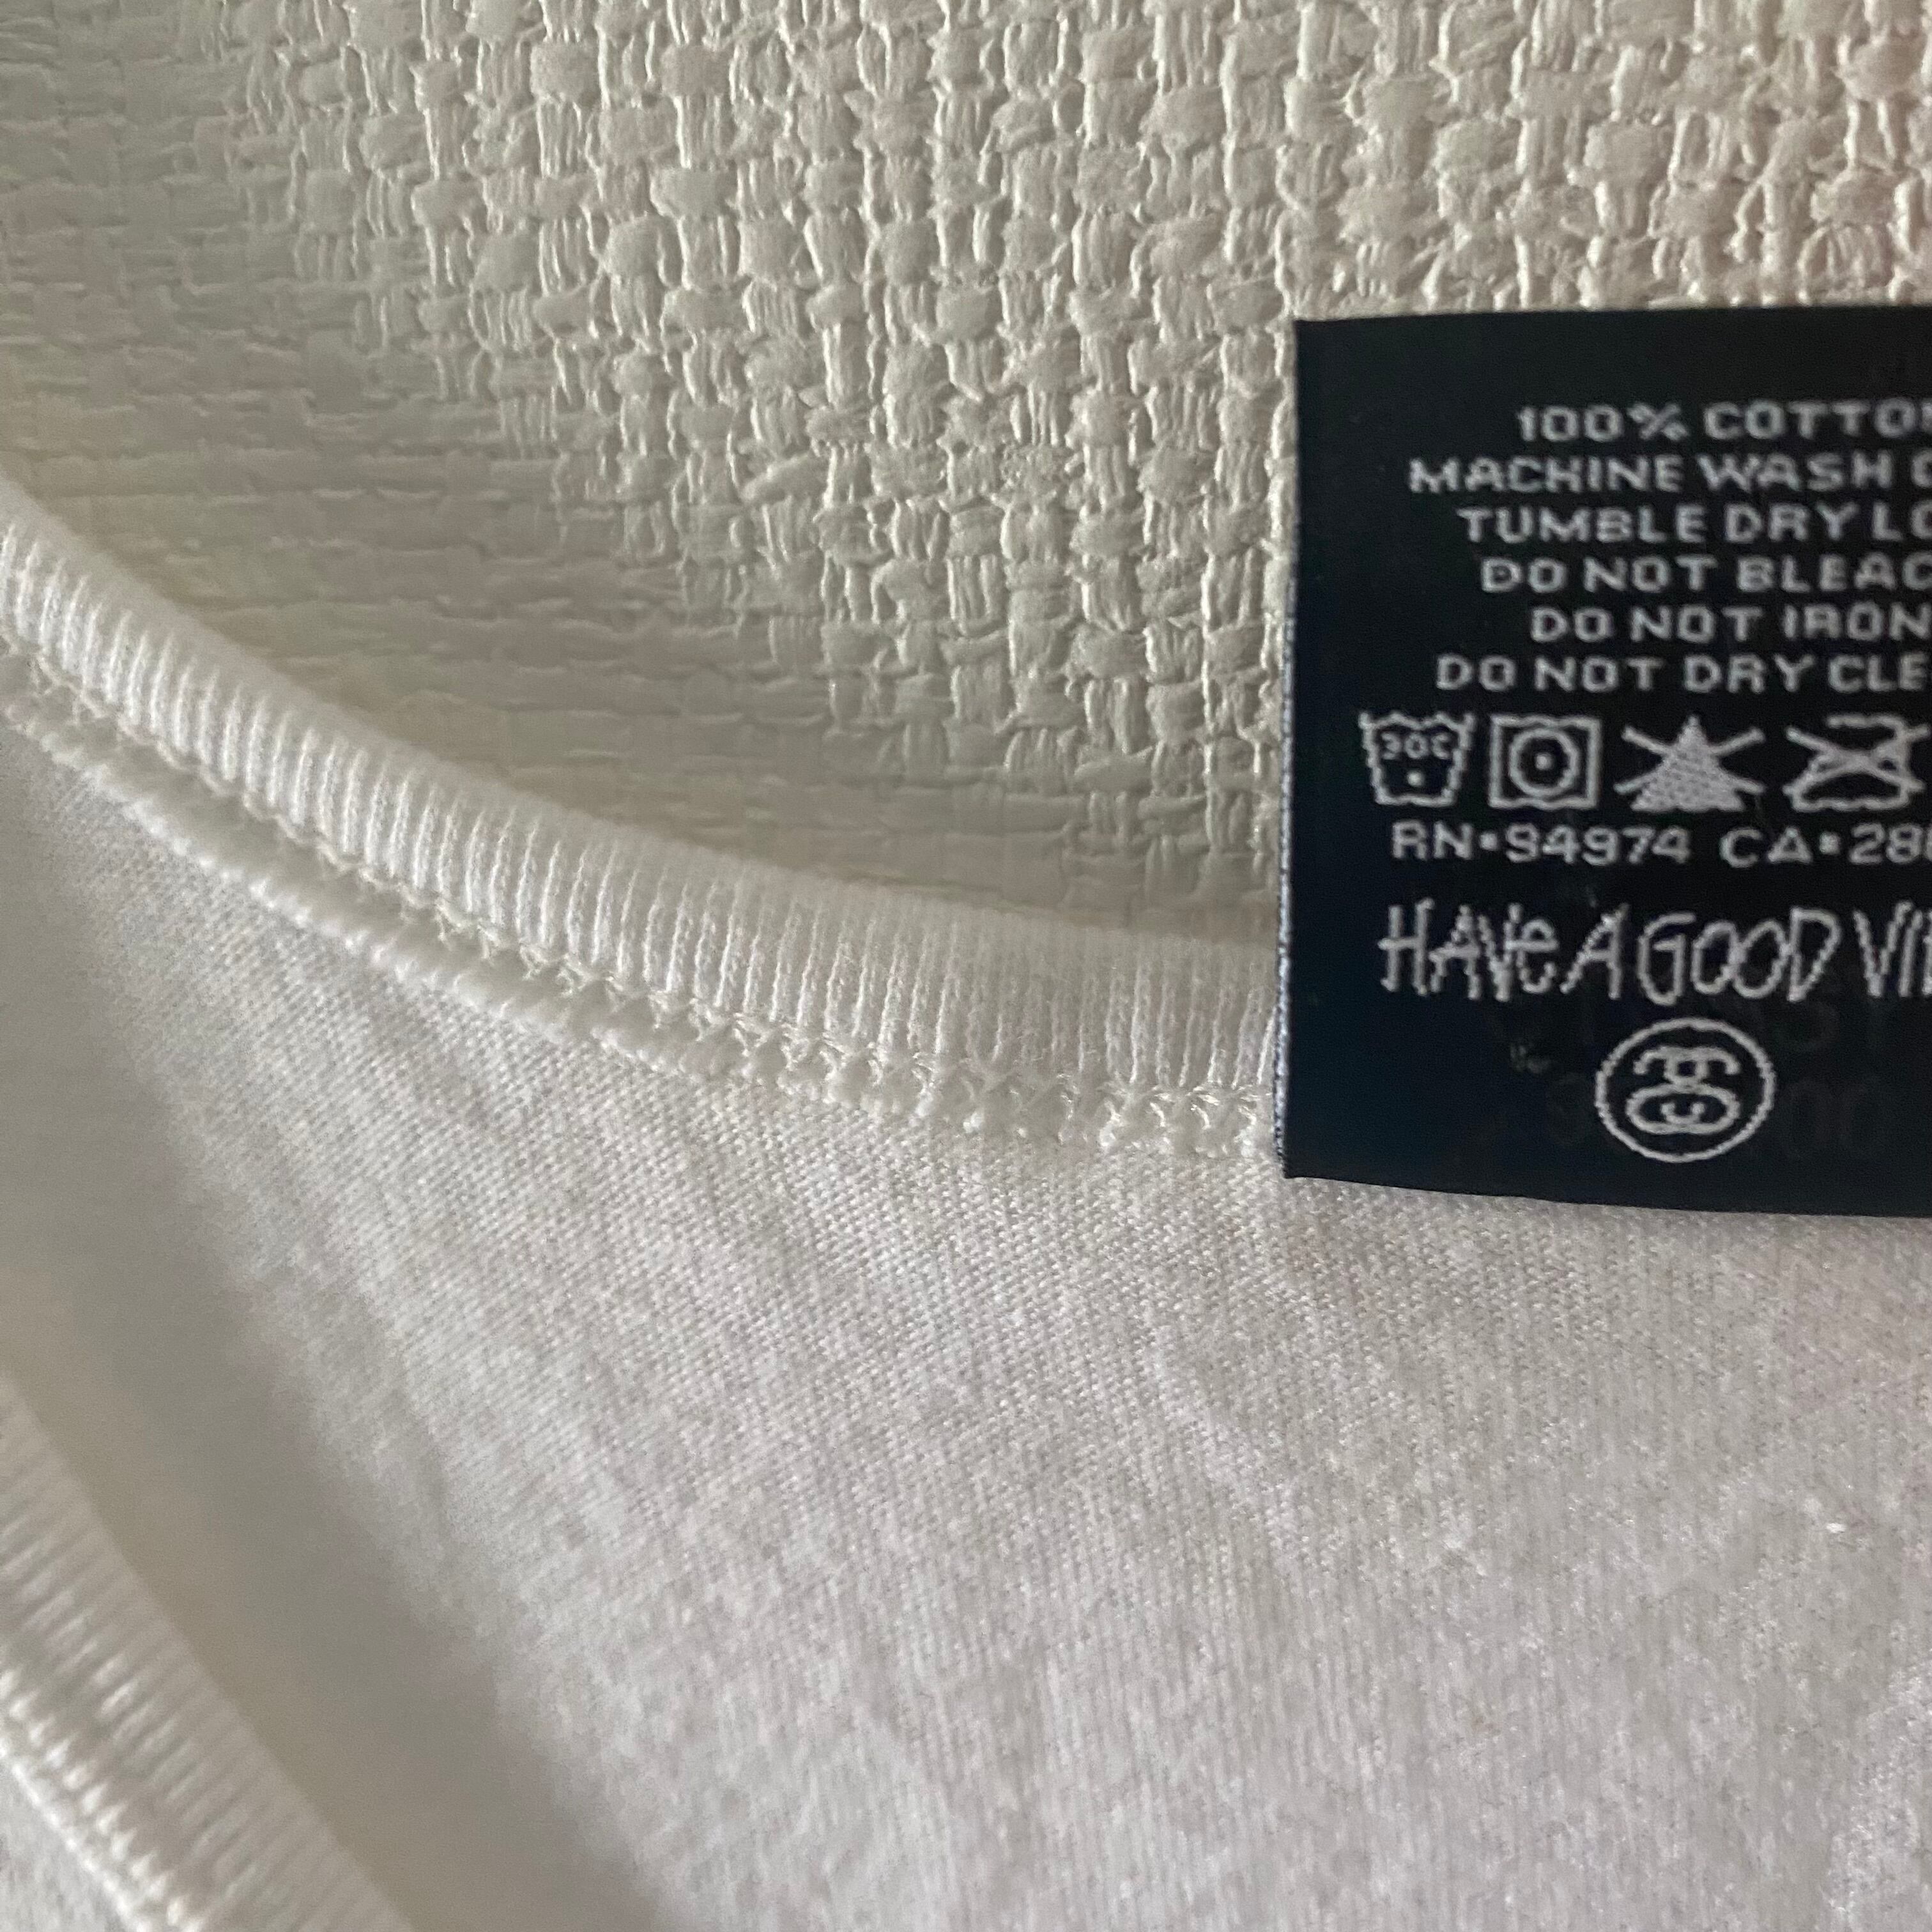 100% COTTO
MACHINE WASH
TUMBLE DRY LO
DO NOT BLEAC
DO NOT IRON
DO NOT DRY CLE
30C
RN•94974 CA•28
HAVE A GOOD